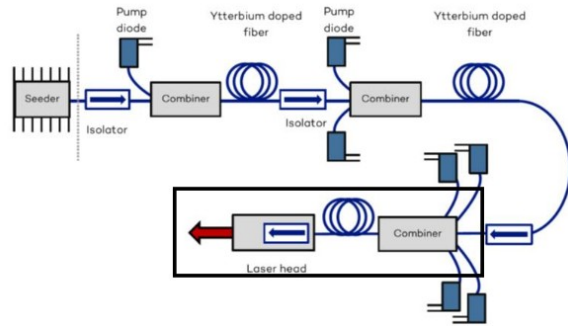 Pump
diode
Ytterbium doped
fiber
Pump
diode
Ytterbium doped
fiber
Seeder
Combiner
Combiner
Isolator
Isolator
Combiner
Laser head